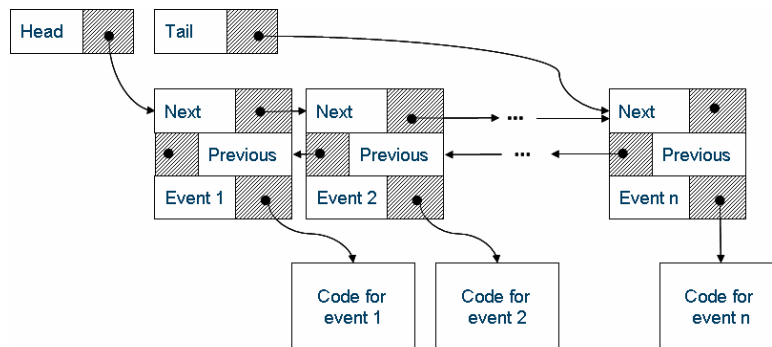 Head Tail
Next Next ... Next
Previous Previous ... Previous
Event 1 Event 2 Event n
Code for event 1
Code for event 2
Code for event n